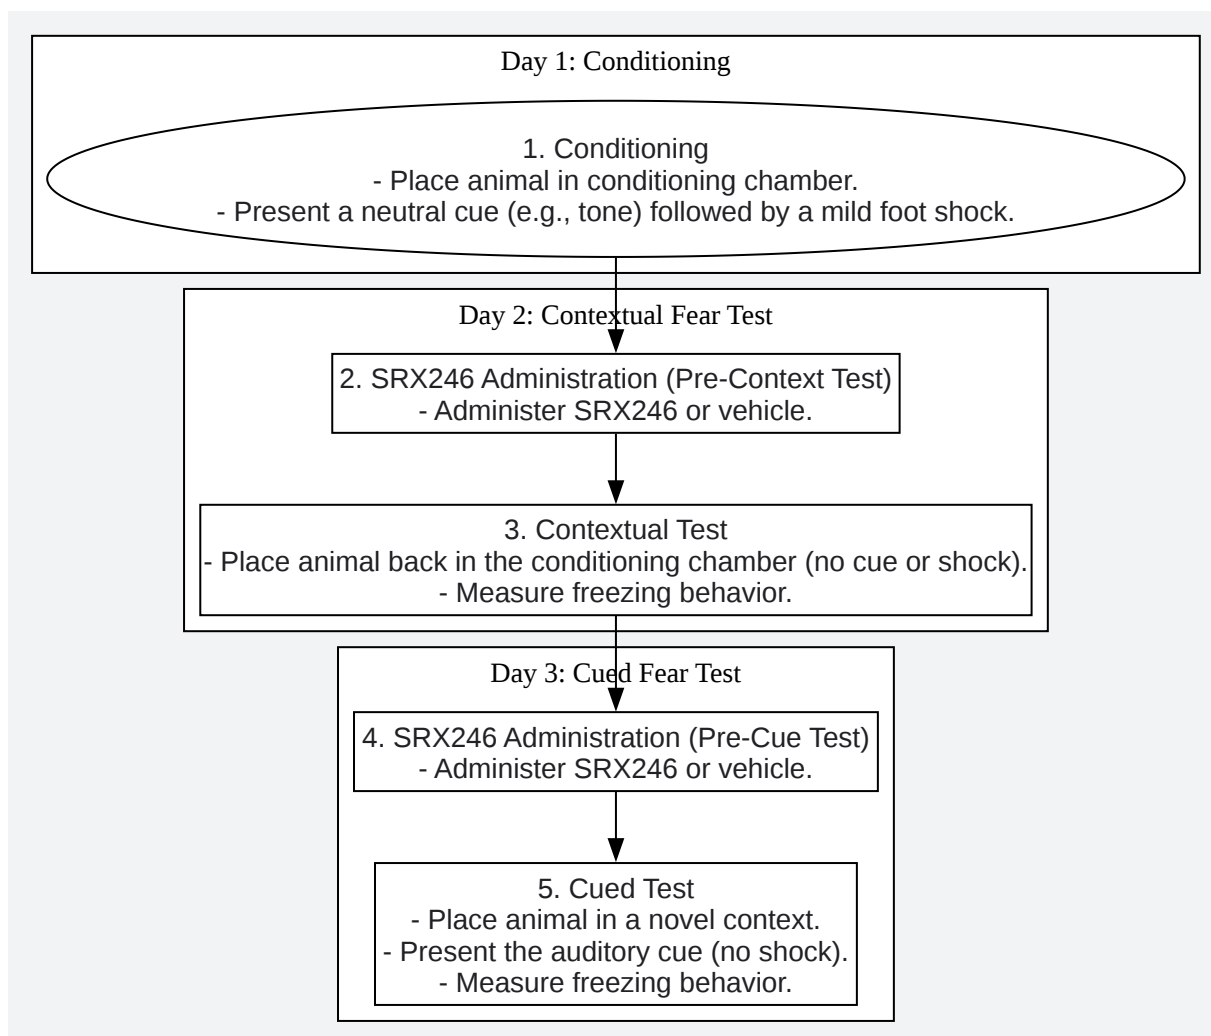 Day 1: Conditioning
1. Conditioning
- Place animal in conditioning chamber.
- Present a neutral cue (e.g., tone) followed by a mild foot shock.
Day 2: Contextual Fear Test
2. SRX246 Administration (Pre-Context Test)
- Administer SRX246 or vehicle.
3. Contextual Test
- Place animal back in the conditioning chamber (no cue or shock).
- Measure freezing behavior.
Day 3: Cued Fear Test
4. SRX246 Administration (Pre-Cue Test)
- Administer SRX246 or vehicle.
5. Cued Test
- Place animal in a novel context.
- Present the auditory cue (no shock).
- Measure freezing behavior.